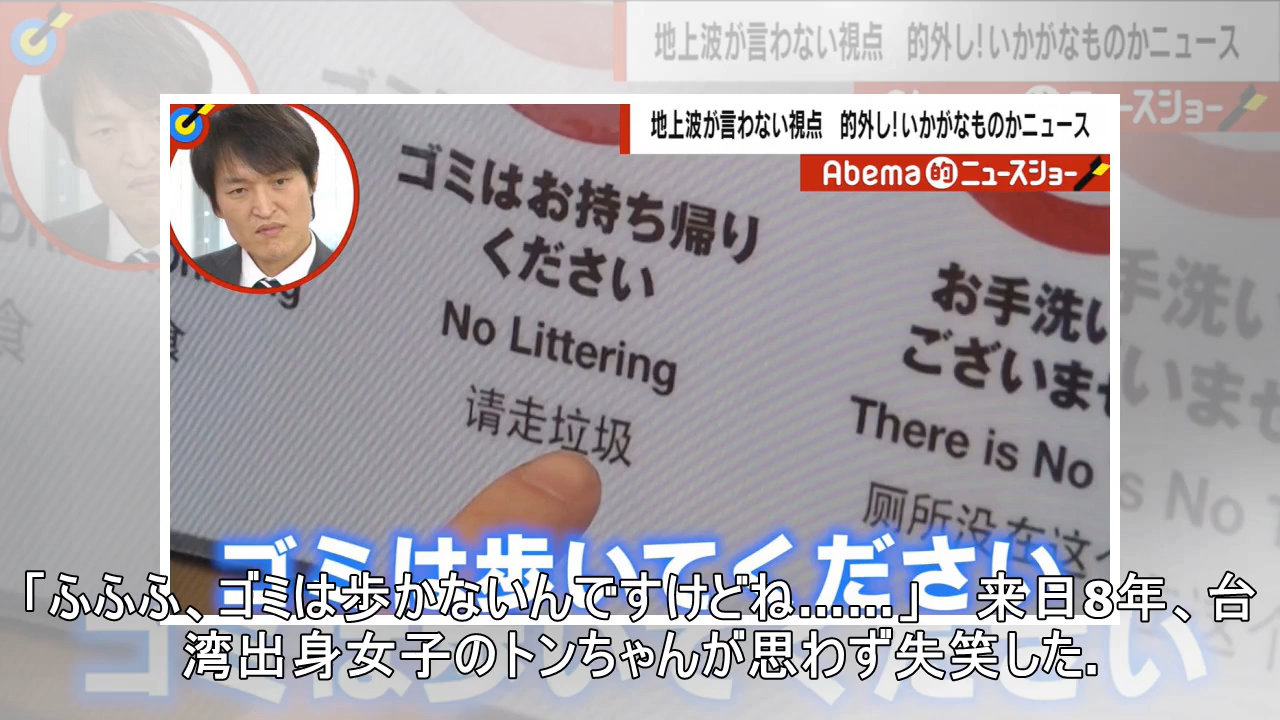 地上波が言わない視点 的外し!いかがなものかニュース
Abema的ニュースショー
ゴミはお持ち帰り
ください
No Littering
请走垃圾
お手洗い
ございませ
There is No
厕所没在这个
ゴミは歩いてください
「ふふふ、ゴミは歩かないんですけどね……」 来日8年、台
湾出身女子のトンちゃんが思わず失笑した.